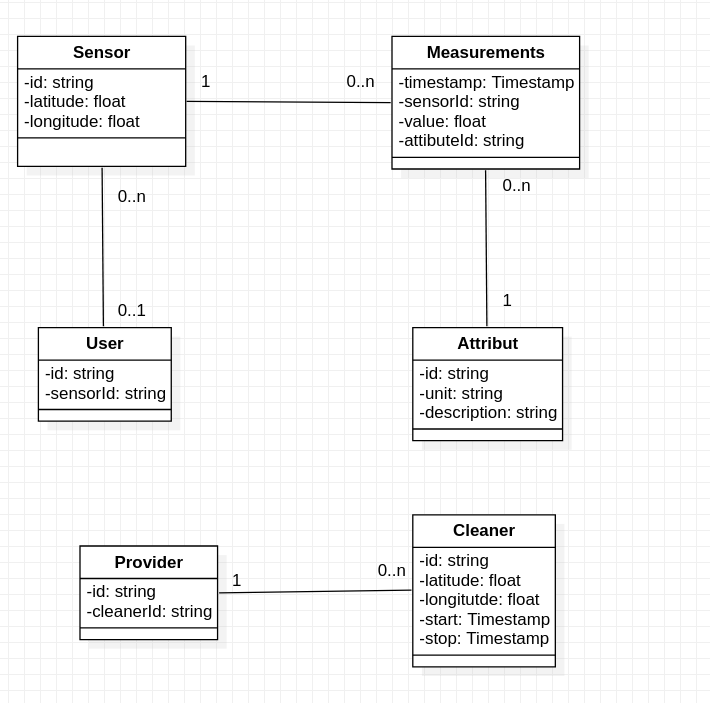 Sensor
-id: string
-latitude: float
-longitude: float
1
0..n
Measurements
-timestamp: Timestamp
-sensorId: string
-value: float
-attibuteId: string
0..n
0..1
0..n
1
User
-id: string
-sensorId: string
Attribut
-id: string
-unit: string
-description: string
Provider
-id: string
-cleanerId: string
1
0..n
Cleaner
-id: string
-latitude: float
-longitutde: float
-start: Timestamp
-stop: Timestamp